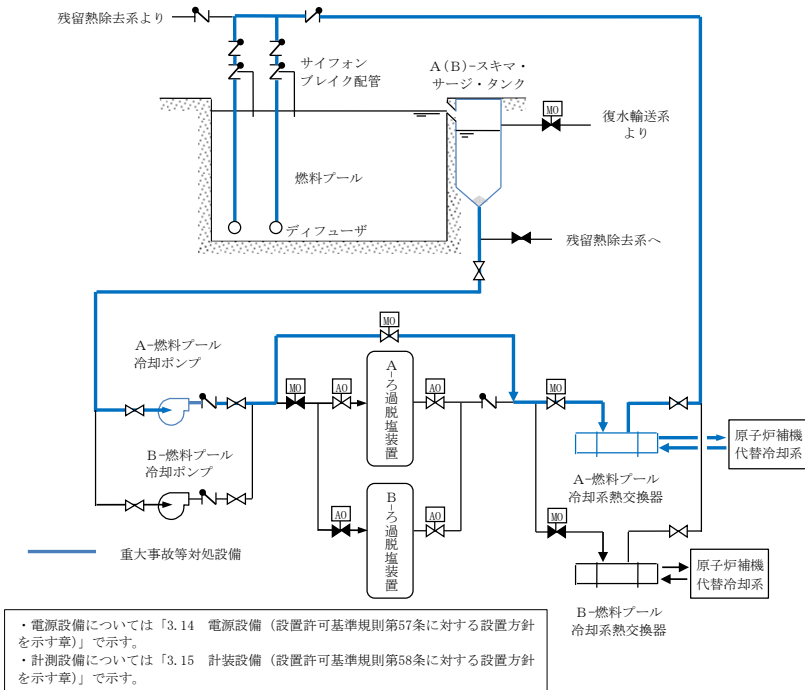 残留熱除去系より
サイフォン
ブレイク配管
A(B)-スキマ・
サージ・タンク
MO
復水輸送系
より
燃料プール
ディフューザ
残留熱除去系へ
MO
A-燃料プール
冷却ポンプ
MO
AO
A-ろ過脱塩装置
AO
MO
原子炉補機
代替冷却系
B-燃料プール
冷却ポンプ
A-燃料プール
冷却系熱交換器
AO
B-ろ過脱塩装置
AO
MO
重大事故等対処設備
原子炉補機
代替冷却系
B-燃料プール
冷却系熱交換器
・電源設備については「3.14 電源設備(設置許可基準規則第57条に対する設置方針
を示す章)」で示す。
・計測設備については「3.15 計装設備(設置許可基準規則第58条に対する設置方針
を示す章)」で示す。